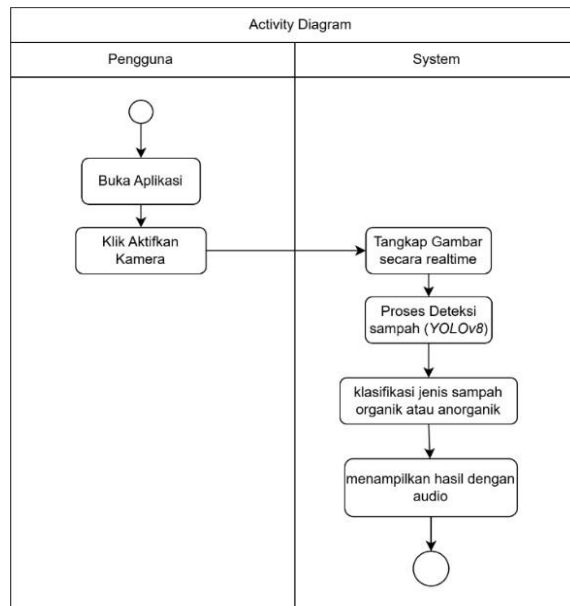 Activity Diagram
Pengguna
System
Buka Aplikasi
Klik Aktifkan
Kamera
Tangkap Gambar
secara realtime
Proses Deteksi
sampah (YOLOv8)
klasifikasi jenis sampah
organik atau anorganik
menampilkan hasil dengan
audio